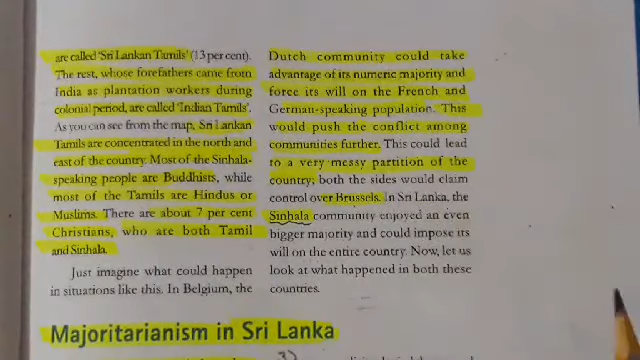 are called 'Sri Lankan Tamils' (13 per cent).
The rest, whose forefathers came from
India as plantation workers during
colonial period, are called 'Indian Tamils'.
As you can see from the map, Sri Lankan
Tamils are concentrated in the north and
east of the country. Most of the Sinhala-
speaking people are Buddhists, while
most of the Tamils are Hindus or
Muslims. There are about 7 per cent
Christians, who are both Tamil
and Sinhala.
Just imagine what could happen
in situations like this. In Belgium, the
Dutch community could take
advantage of its numeric majority and
force its will on the French and
German-speaking population. This
would push the conflict among
communities further. This could lead
to a very messy partition of the
country; both the sides would claim
control over Brussels. In Sri Lanka, the
Sinhala community enjoyed an even
bigger majority and could impose its
will on the entire country. Now, let us
look at what happened in both these
countries.
Majoritarianism in Sri Lanka